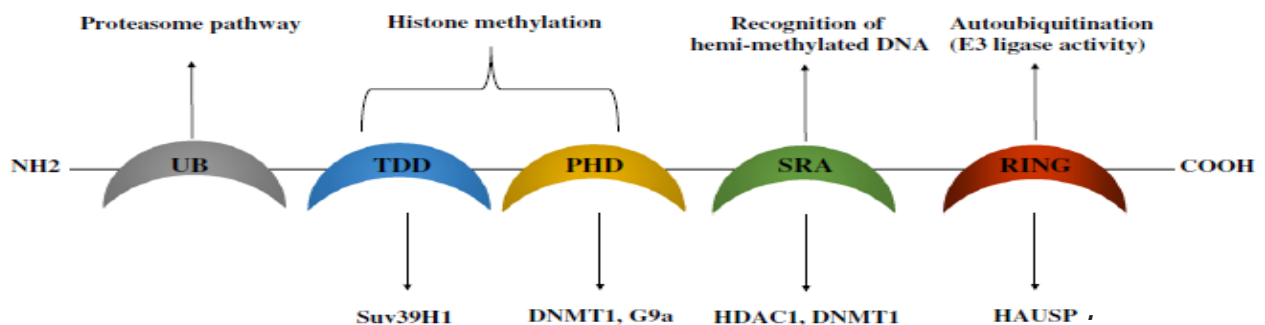 Proteasome pathway
Histone methylation
Recognition of
hemi-methylated DNA
Autoubiquitination
(E3 ligase activity)
NH2
UB
TDD
PHD
SRA
RING
COOH
Suv39H1
DNMT1, G9a
HDAC1, DNMT1
HAUSP ,